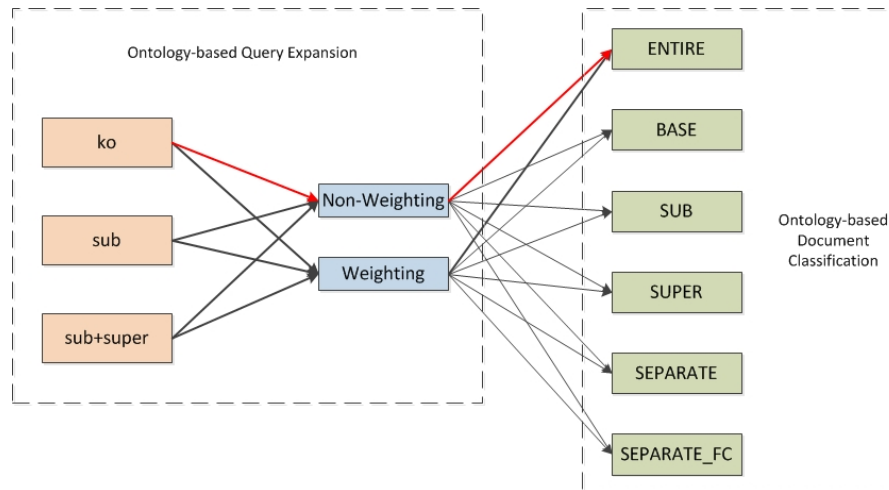 Ontology-based Query Expansion
ko
sub
sub+super
Non-Weighting
Weighting
ENTIRE
BASE
SUB
SUPER
SEPARATE
SEPARATE_FC
Ontology-based
Document
Classification